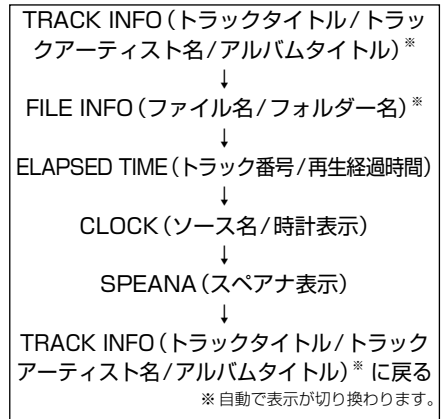 TRACK INFO（トラックタイトル/トラッ
クアーティスト名/アルバムタイトル）※
↓
FILE INFO（ファイル名/フォルダー名）※
↓
ELAPSED TIME（トラック番号/再生経過時間）
↓
CLOCK（ソース名/時計表示）
↓
SPEANA（スペアナ表示）
↓
TRACK INFO（トラックタイトル/トラック
アーティスト名/アルバムタイトル）※ に戻る
※自動で表示が切り換わります。